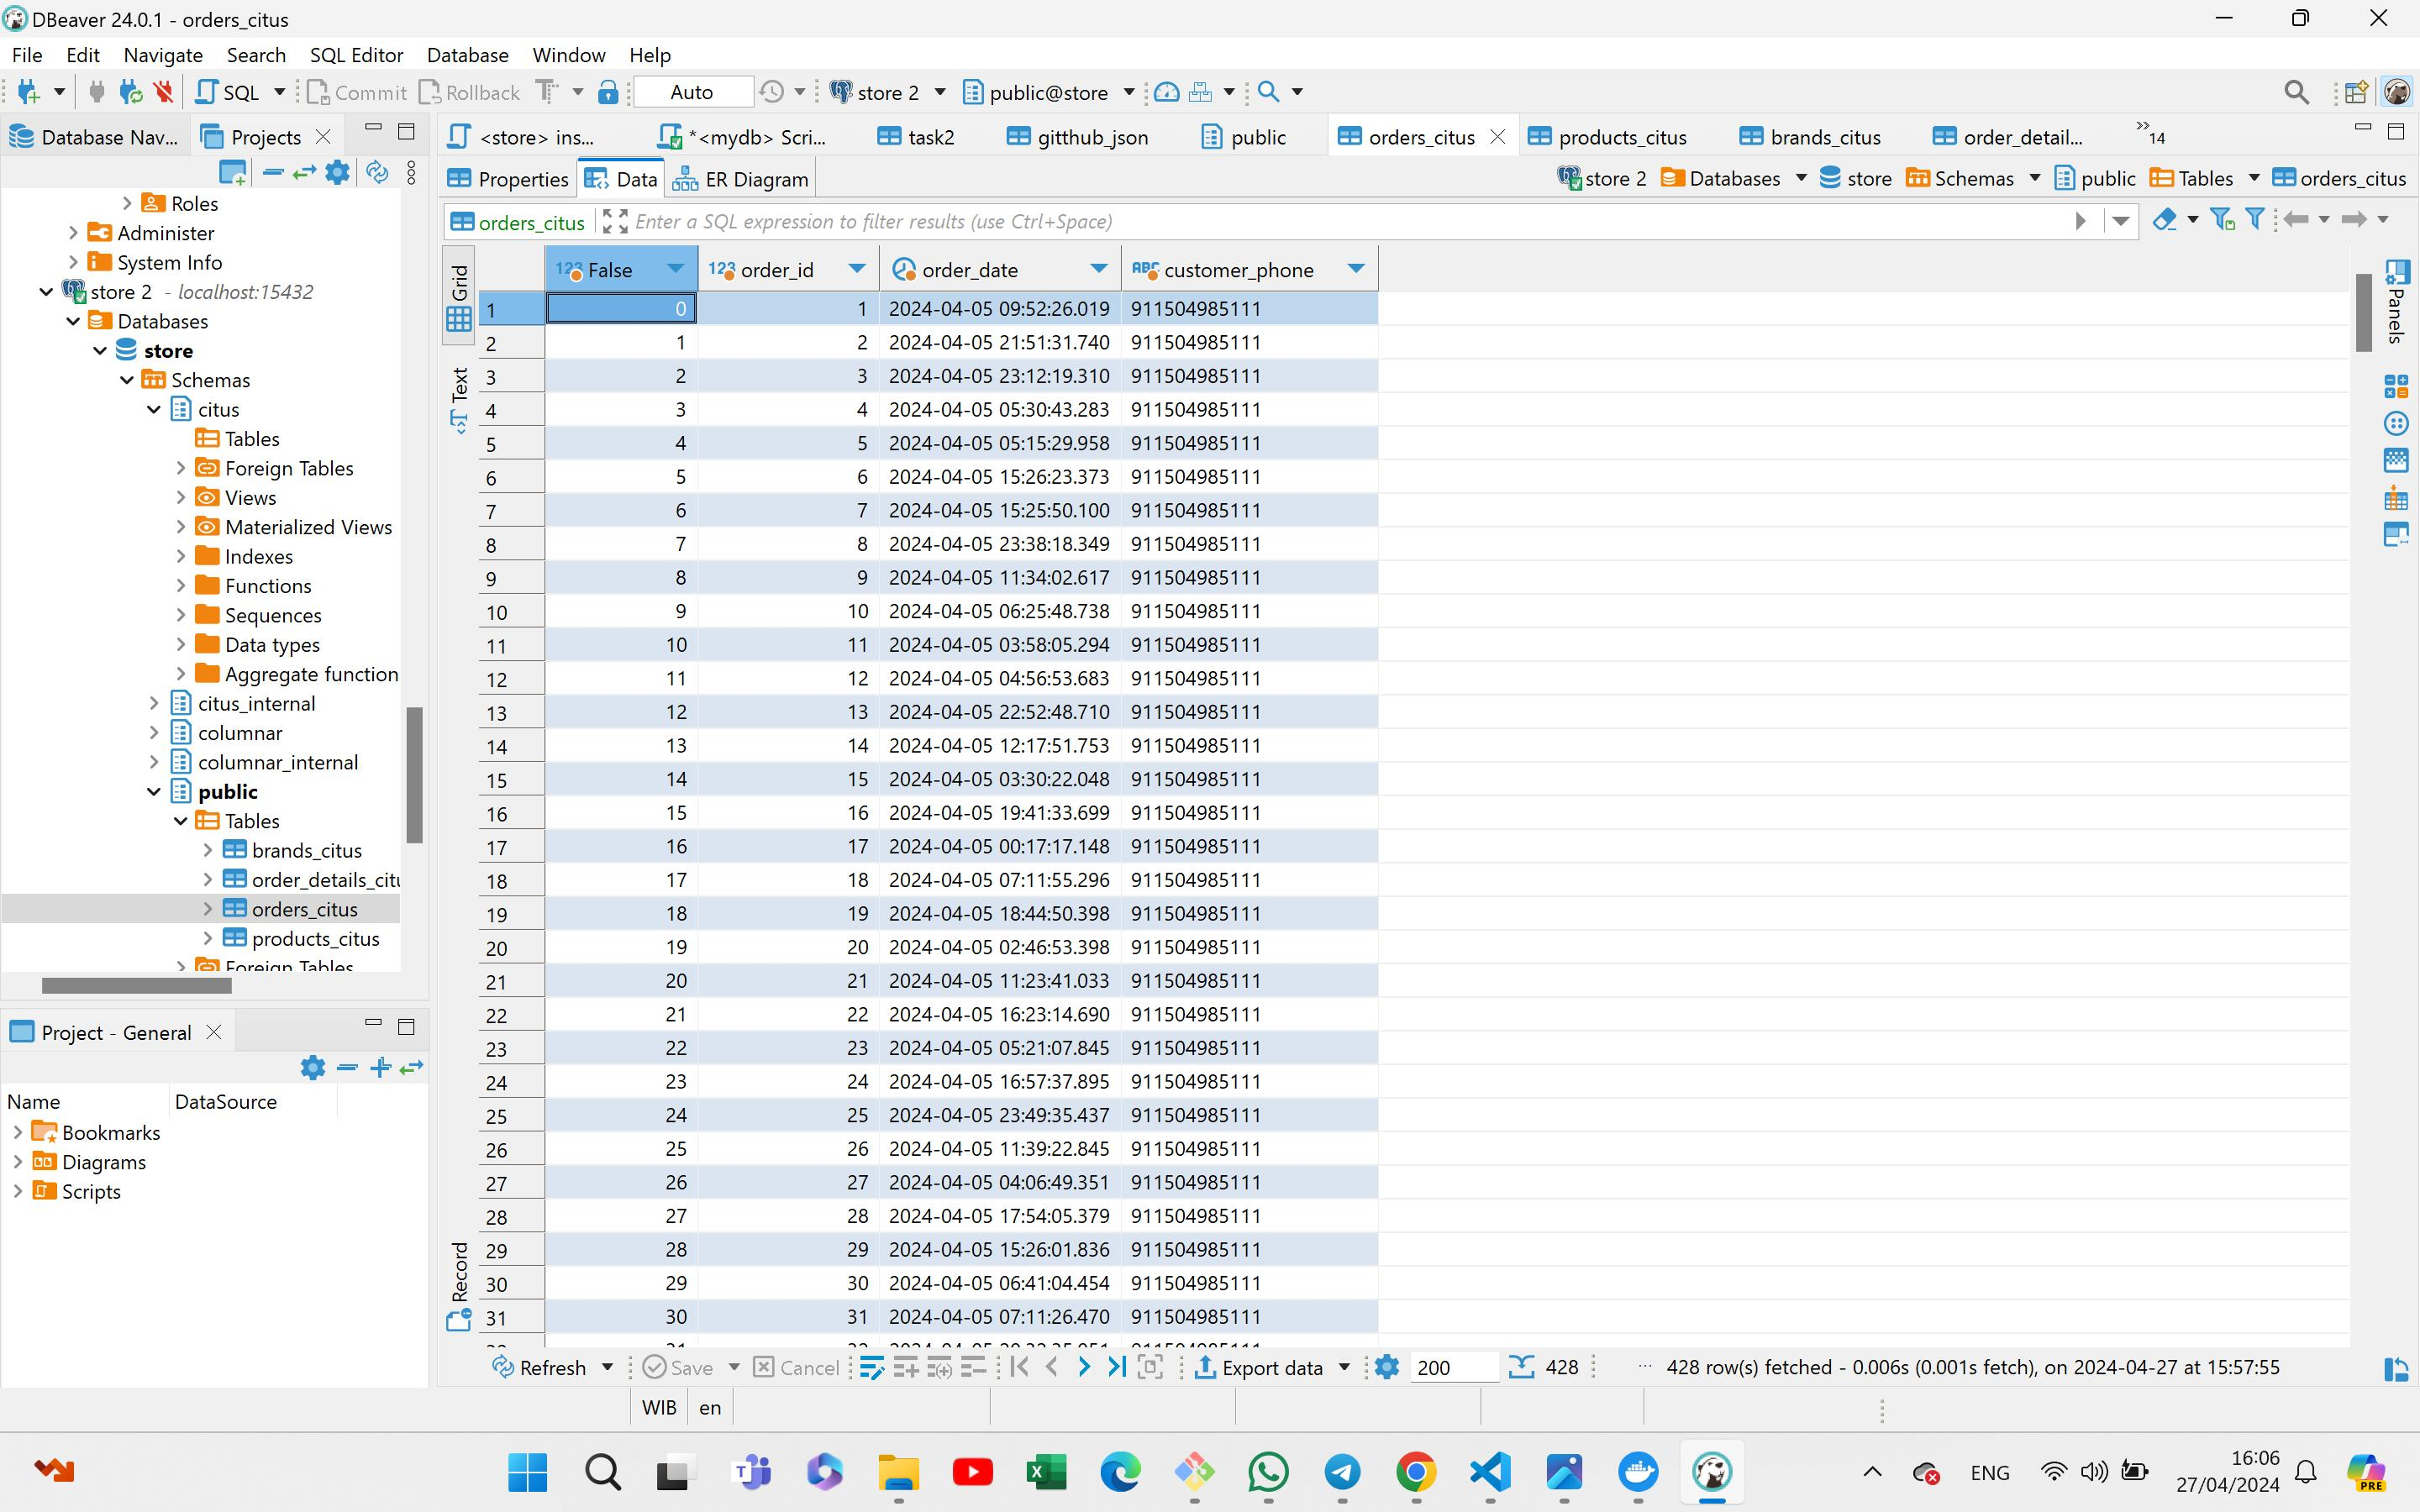 DBeaver 24.0.1 - orders_citus
File Edit Navigate Search SQL Editor Database Window Help
SQL Commit Rollback Auto store 2 public@store
Database Nav... Projects
<store> ins... *<mydb> Scri... task2 gitthub_json public orders_citus products_citus brands_citus order_detail... »14
Properties Data ER Diagram store 2 Databases store Schemas public Tables orders_citus
orders_citus Enter a SQL expression to filter results (use Ctrl+Space)
Roles
Administer
System Info
store 2 - localhost:15432
Databases
store
Schemas
citus
Tables
Foreign Tables
Views
Materialized Views
Indexes
Functions
Sequences
Data types
Aggregate function
citus_internal
columnar
columnar_internal
public
Tables
brands_citus
order_details_citu
orders_citus
products_citus
Foreign Tables
Project - General
Name DataSource
Bookmarks
Diagrams
Scripts
Grid
Text
Record
Panels
123 False 123 order_id order_date ABC customer_phone
1 0 1 2024-04-05 09:52:26.019 911504985111
2 1 2 2024-04-05 21:51:31.740 911504985111
3 2 3 2024-04-05 23:12:19.310 911504985111
4 3 4 2024-04-05 05:30:43.283 911504985111
5 4 5 2024-04-05 05:15:29.958 911504985111
6 5 6 2024-04-05 15:26:23.373 911504985111
7 6 7 2024-04-05 15:25:50.100 911504985111
8 7 8 2024-04-05 23:38:18.349 911504985111
9 8 9 2024-04-05 11:34:02.617 911504985111
10 9 10 2024-04-05 06:25:48.738 911504985111
11 10 11 2024-04-05 03:58:05.294 911504985111
12 11 12 2024-04-05 04:56:53.683 911504985111
13 12 13 2024-04-05 22:52:48.710 911504985111
14 13 14 2024-04-05 12:17:51.753 911504985111
15 14 15 2024-04-05 03:30:22.048 911504985111
16 15 16 2024-04-05 19:41:33.699 911504985111
17 16 17 2024-04-05 00:17:17.148 911504985111
18 17 18 2024-04-05 07:11:55.296 911504985111
19 18 19 2024-04-05 18:44:50.398 911504985111
20 19 20 2024-04-05 02:46:53.398 911504985111
21 20 21 2024-04-05 11:23:41.033 911504985111
22 21 22 2024-04-05 16:23:14.690 911504985111
23 22 23 2024-04-05 05:21:07.845 911504985111
24 23 24 2024-04-05 16:57:37.895 911504985111
25 24 25 2024-04-05 23:49:35.437 911504985111
26 25 26 2024-04-05 11:39:22.845 911504985111
27 26 27 2024-04-05 04:06:49.351 911504985111
28 27 28 2024-04-05 17:54:05.379 911504985111
29 28 29 2024-04-05 15:26:01.836 911504985111
30 29 30 2024-04-05 06:41:04.454 911504985111
31 30 31 2024-04-05 07:11:26.470 911504985111
Refresh Save Cancel Export data 200 428 ... 428 row(s) fetched - 0.006s (0.001s fetch), on 2024-04-27 at 15:57:55
WIB en
ENG 16:06
27/04/2024
PRE